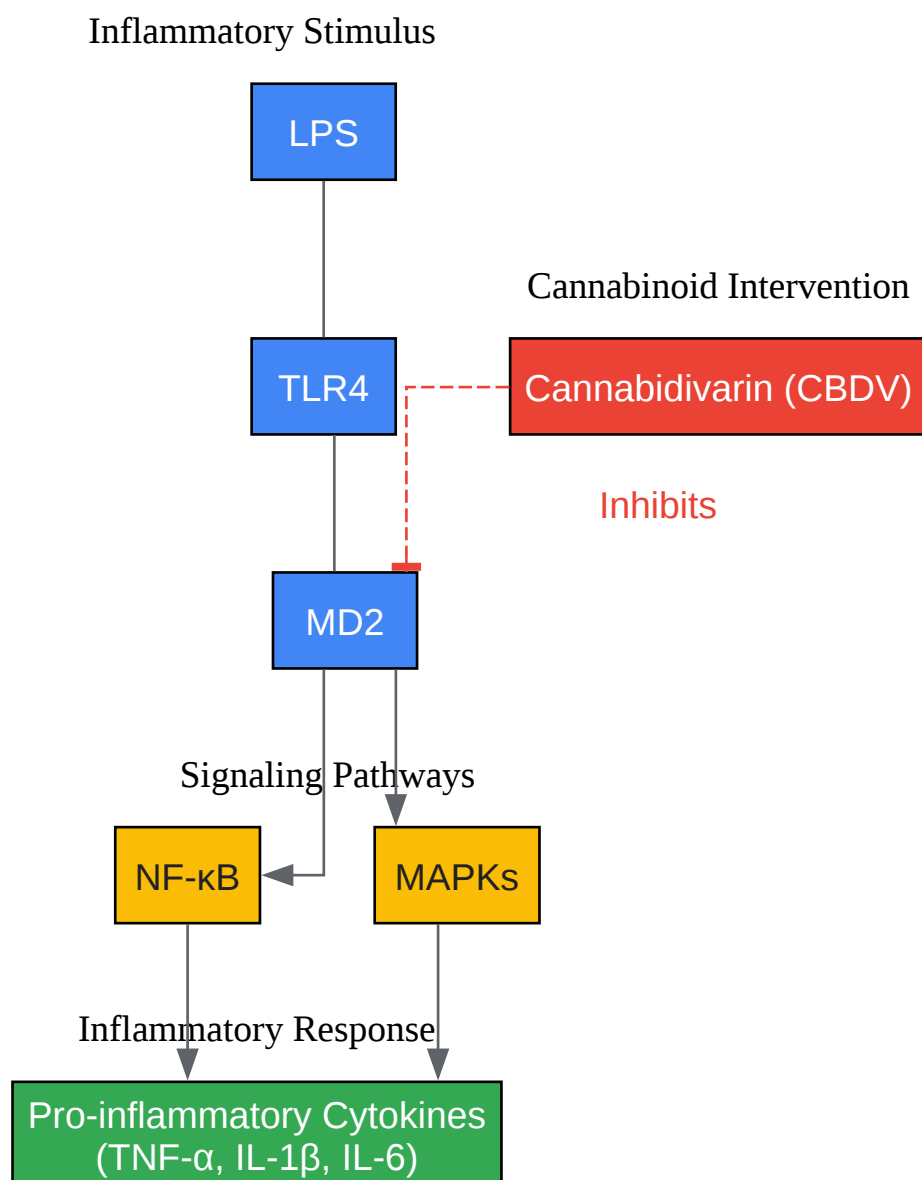 Inflammatory Stimulus
LPS
Cannabinoid Intervention
TLR4
Cannabidivarin (CBDV)
Inhibits
MD2
Signaling Pathways
NF-κB
MAPKs
Inflammatory Response
Pro-inflammatory Cytokines
(TNF-α, IL-1β, IL-6)